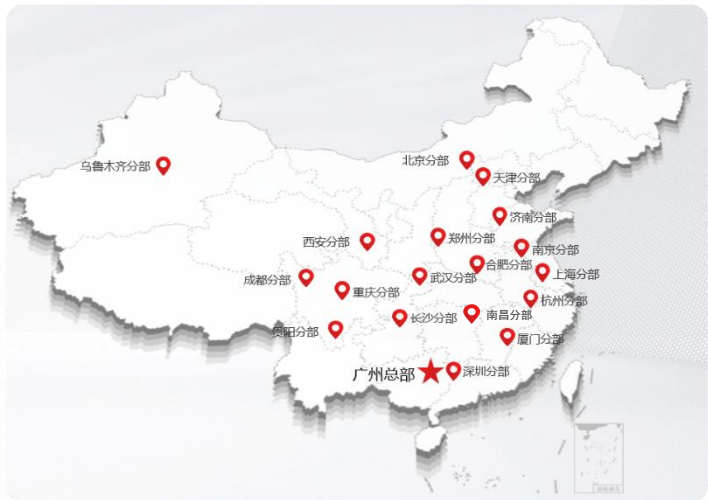 北京分部
乌鲁木齐分部
天津分部
济南分部
郑州分部
西安分部
南京分部
合肥分部
上海分部
武汉分部
成都分部
重庆分部
杭州分部
南昌分部
长沙分部
贵阳分部
厦门分部
广州总部
深圳分部